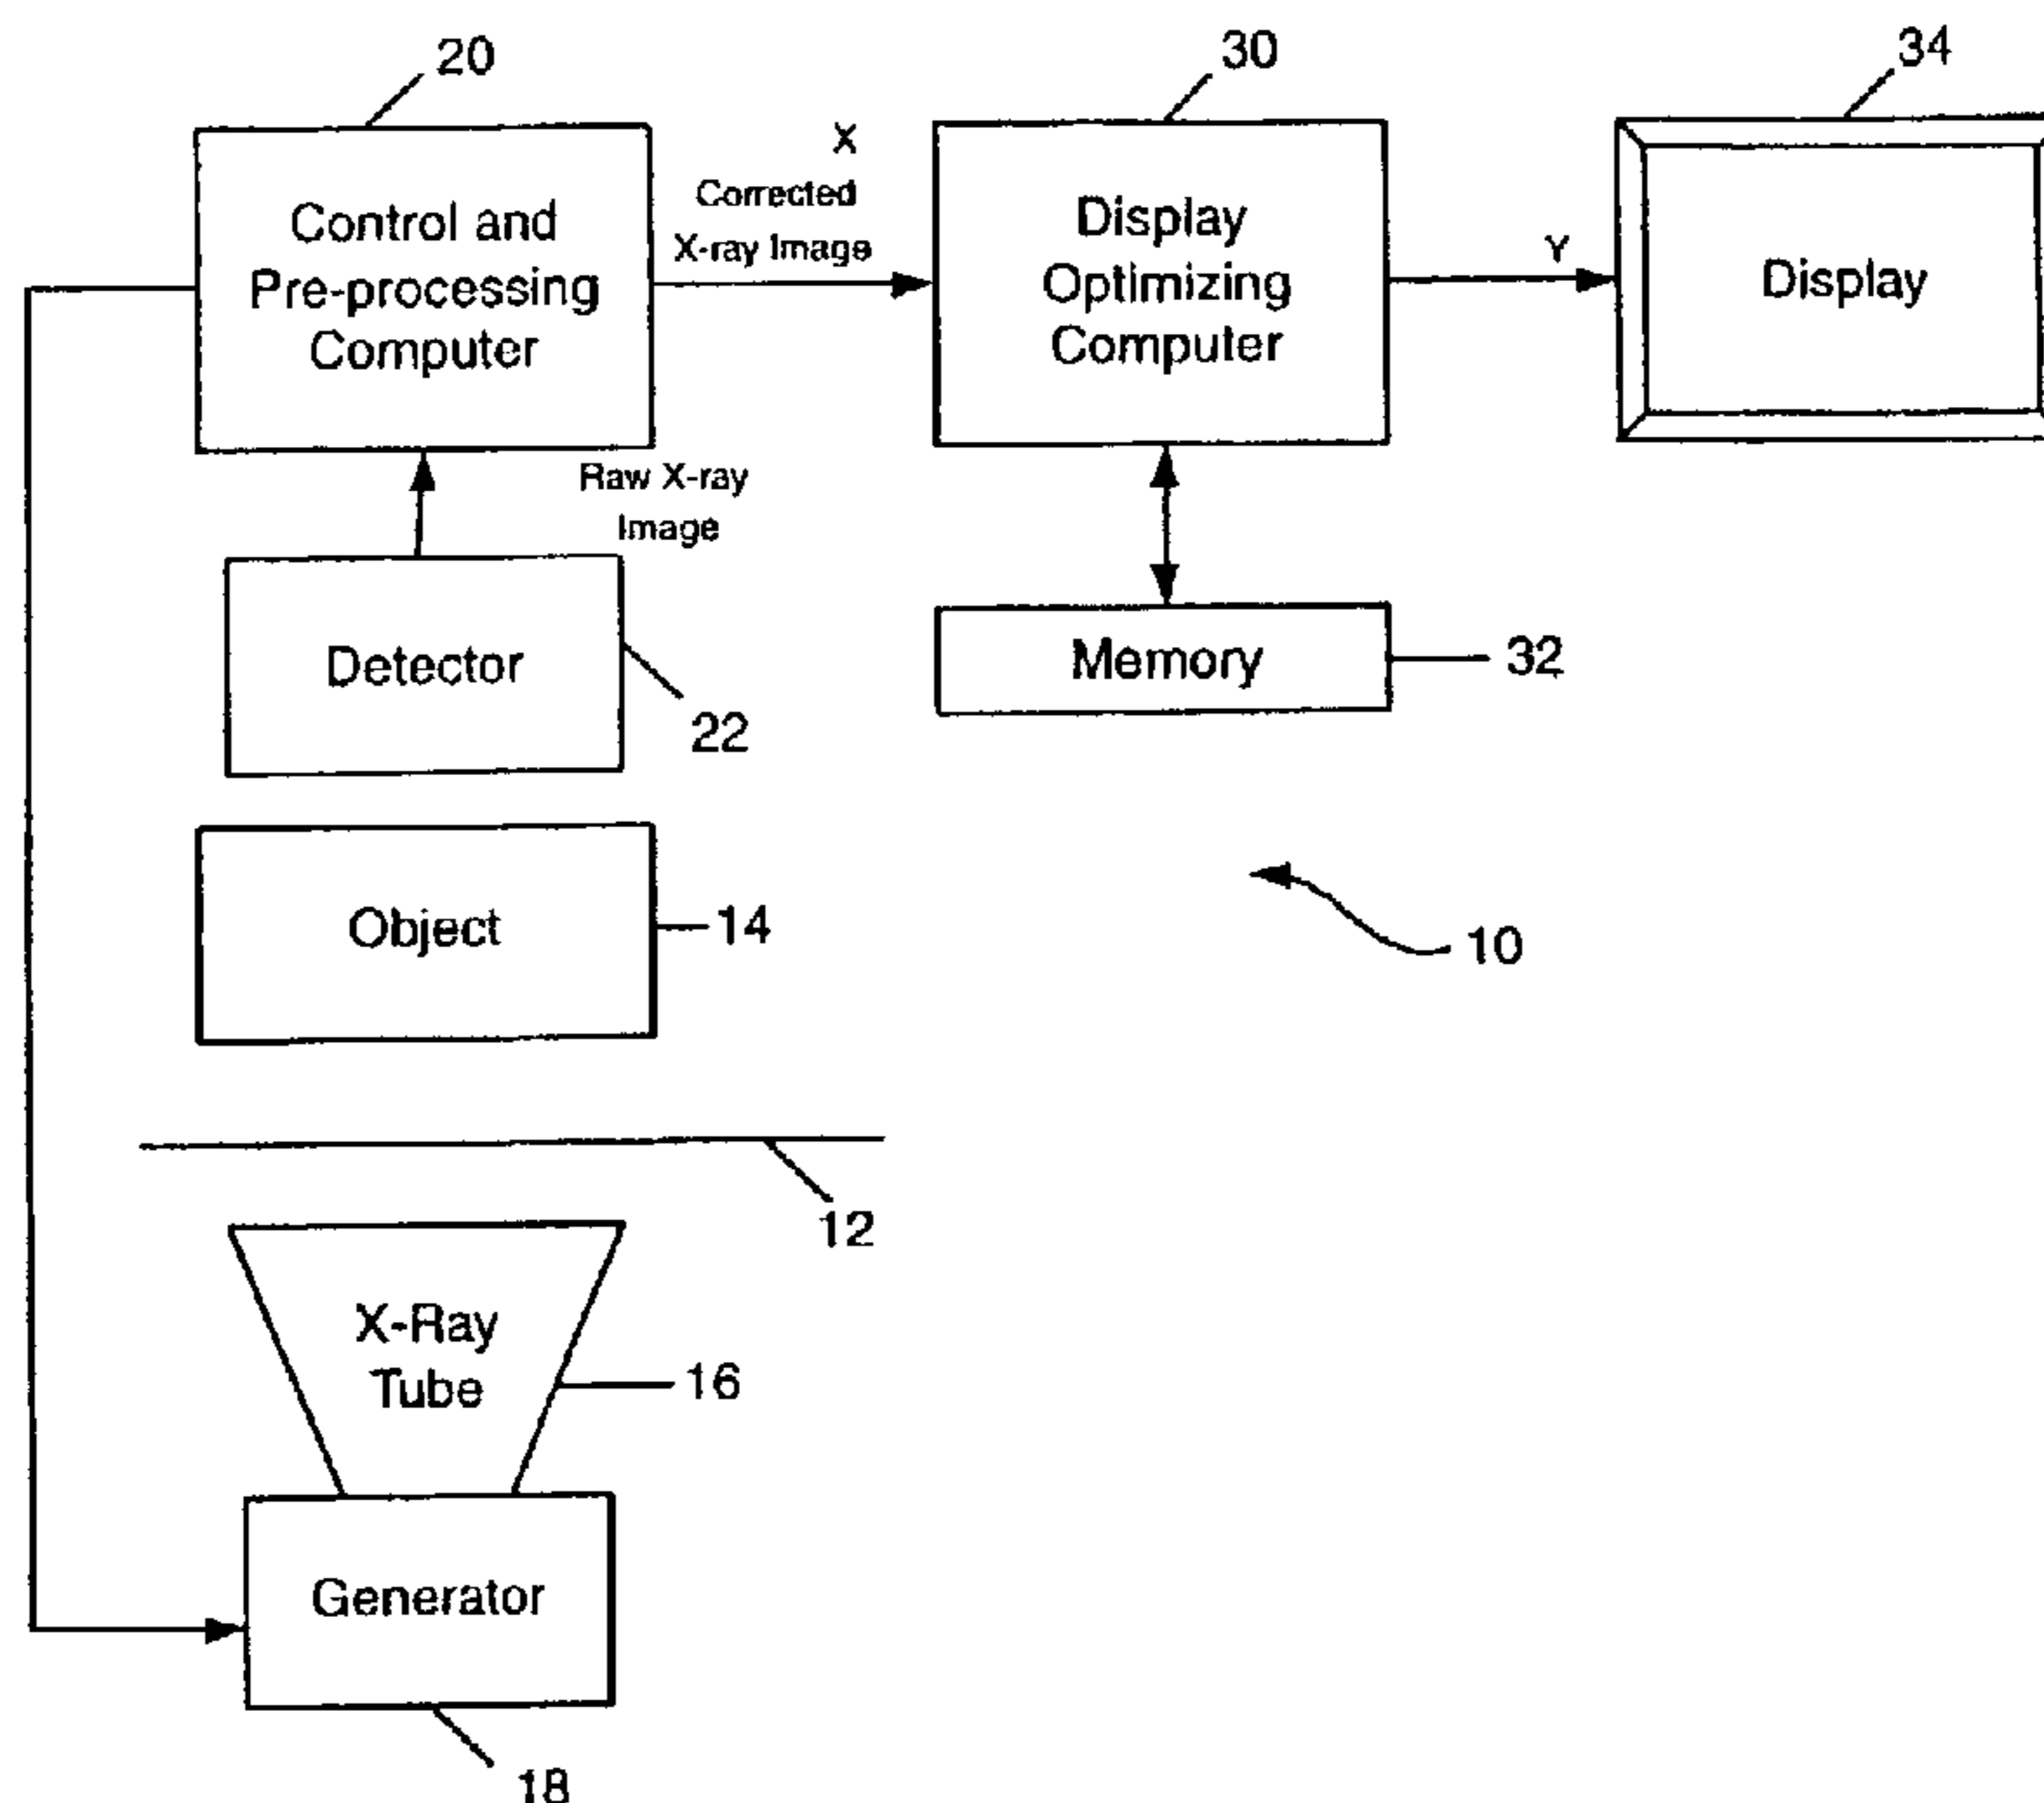 20
30
34
Control and
Pre-processing
Computer
X
Corrected
X-ray Image
Display
Optimizing
Computer
Y
Display
Raw X-ray
Image
Detector
22
Memory
32
Object
14
10
12
X-Ray
Tube
16
Generator
18